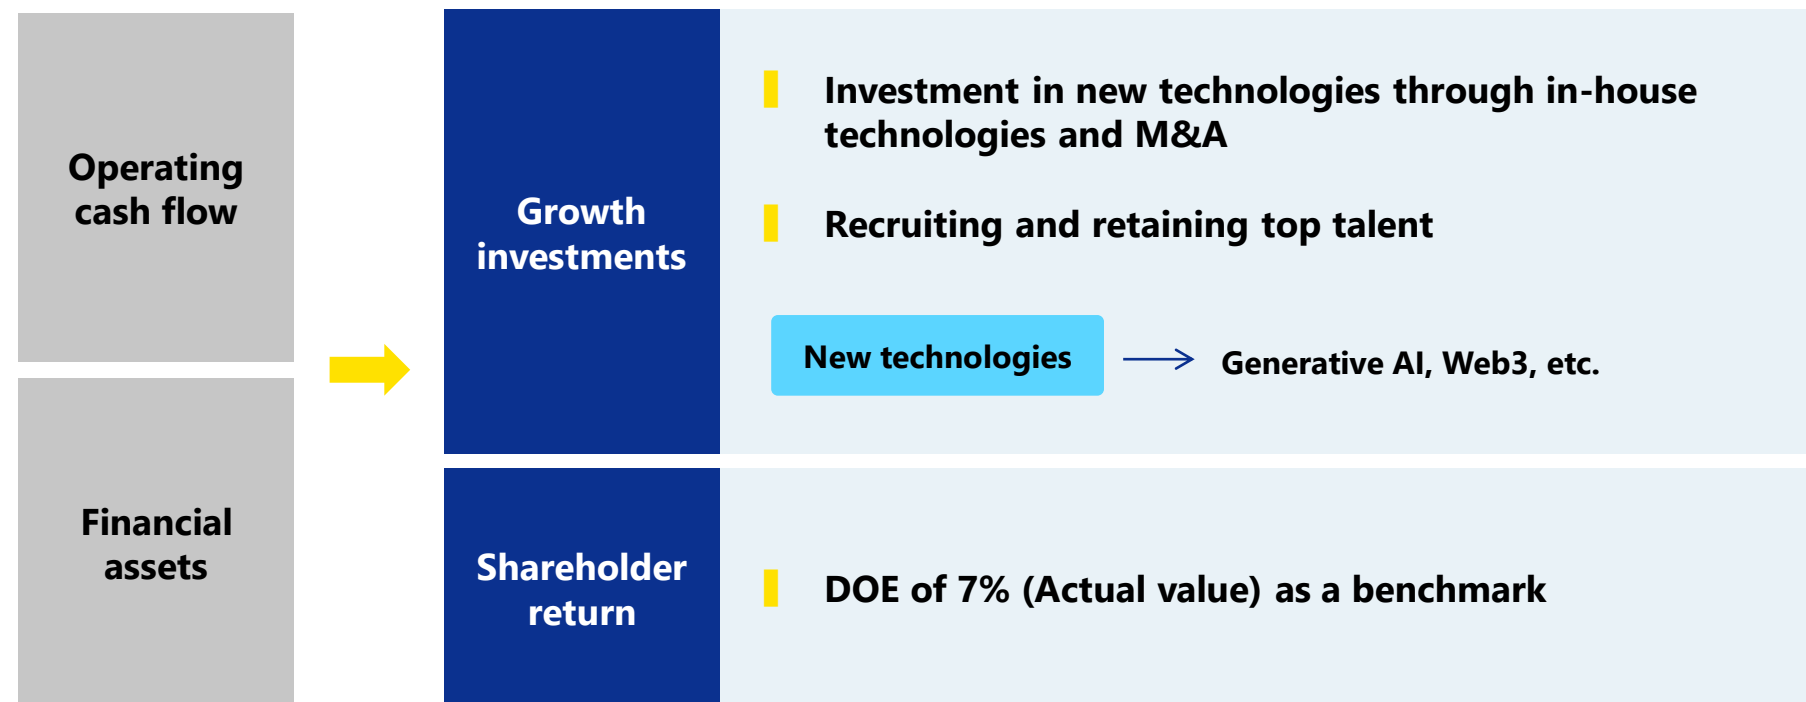 Operating
cash flow
Financial
assets
Growth
investments
Investment in new technologies through in-house
technologies and M&A
Recruiting and retaining top talent
New technologies
Generative AI, Web3, etc.
Shareholder
return
DOE of 7% (Actual value) as a benchmark